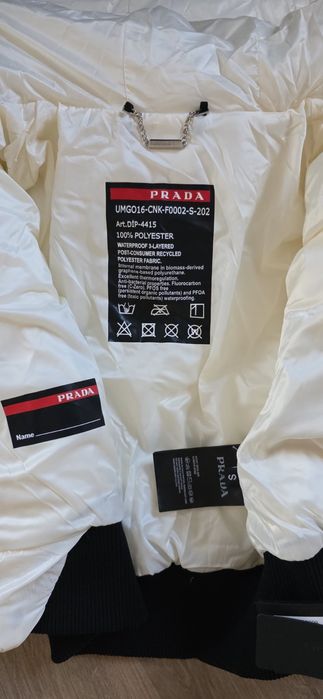 PRADA
UMGO16-CNK-F0002-S-202
Art.DIP-4415
100% POLYESTER
WATERPROOF 3-LAYERED
POST-CONSUMER RECYCLED
POLYESTER FABRIC.
Internal membrane in biomass-derived
graphene-based polyurethane.
Excellent thermoregulation.
Anti-bacterial properties. Fluorocarbon
free (C-Zero). PFOS free
(persistent organic pollutants) and PFOA
free (toxic pollutants) waterproofing.
1
PRADA
Name
PRADA
S